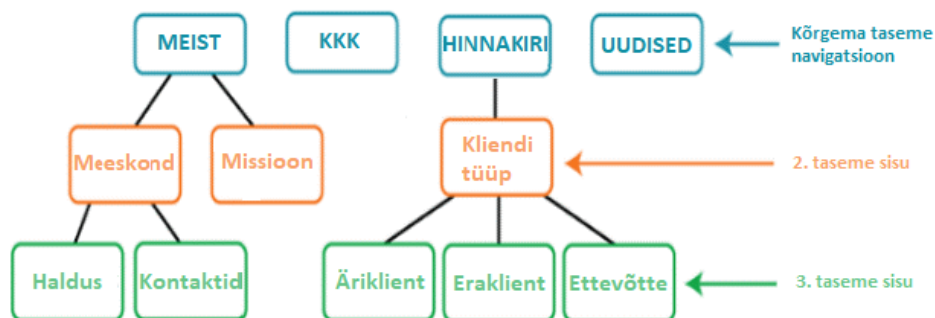 MEIST
KKK
HINNAKIRI
UUDISED
Kõrgema taseme
navigatsioon
Meeskond
Missioon
Kliendi
tüüp
2. taseme sisu
Haldus
Kontaktid
Äriklient
Eraklient
Ettevõtte
3. taseme sisu